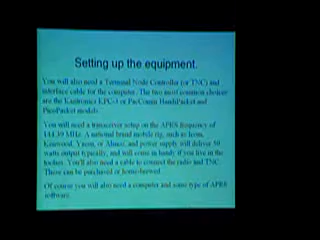 Setting up the equipment.
You will also need a Terminal Node Controller (or TNC) and
interface cable for the computer. The two most common choices
are the Kantronics KPC-3 or PacComm HandiPacket and
PicoPacket models.
You will need a transceiver setup on the APRS frequency of
144.39 MHz. A national brand mobile rig, such as Icom,
Kenwood, Yaesu, or Alinco, and power supply will deliver 50
watts output typically, and will come in handy if you live in the
You'll also need a cable to connect the radio and TNC.
These can be purchased or home-brewed.
Of course you will also need a computer and some type of APRS
software.